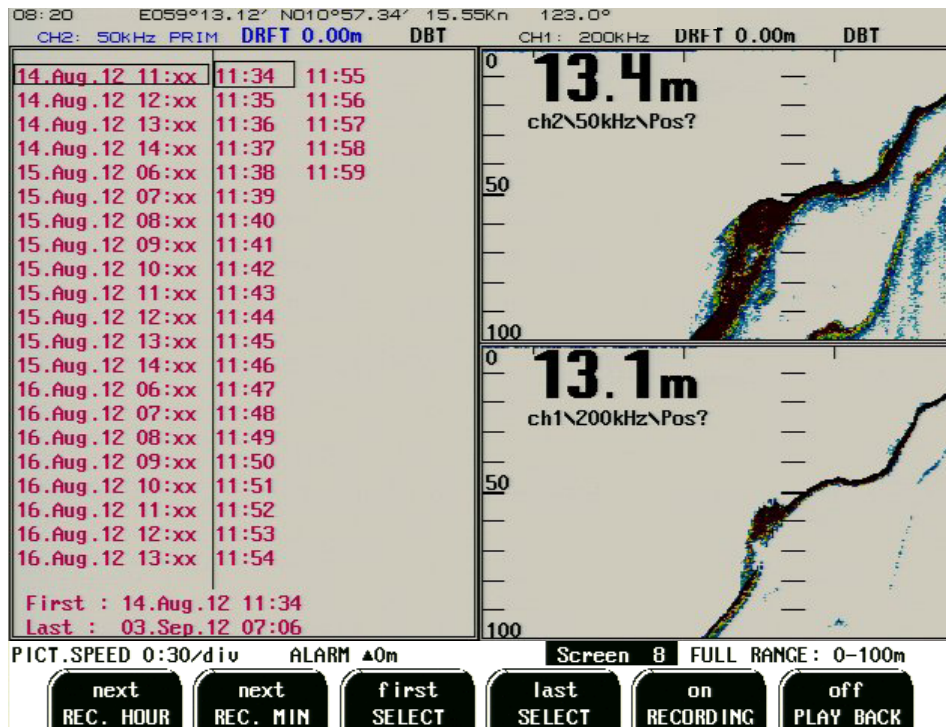 08:20 E059°13.12' N010°57.34' 15.55Kn 123.0°
CH2: 50KHz PRIM DRFT 0.00m DBT
CH1: 200KHz DRFT 0.00m DBT
14.Aug.12 11:xx 11:34 11:55
14.Aug.12 12:xx 11:35 11:56
14.Aug.12 13:xx 11:36 11:57
14.Aug.12 14:xx 11:37 11:58
15.Aug.12 06:xx 11:38 11:59
15.Aug.12 07:xx 11:39
15.Aug.12 08:xx 11:40
15.Aug.12 09:xx 11:41
15.Aug.12 10:xx 11:42
15.Aug.12 11:xx 11:43
15.Aug.12 12:xx 11:44
15.Aug.12 13:xx 11:45
15.Aug.12 14:xx 11:46
16.Aug.12 06:xx 11:47
16.Aug.12 07:xx 11:48
16.Aug.12 08:xx 11:49
16.Aug.12 09:xx 11:50
16.Aug.12 10:xx 11:51
16.Aug.12 11:xx 11:52
16.Aug.12 12:xx 11:53
16.Aug.12 13:xx 11:54
First : 14.Aug.12 11:34
Last : 03.Sep.12 07:06
0
13.4m
ch2\50kHz\Pos?
50
100
0
13.1m
ch1\200kHz\Pos?
50
100
PICT.SPEED 0:30/div ALARM ▲0m Screen 8 FULL RANGE: 0-100m
next REC. HOUR
next REC. MIN
first SELECT
last SELECT
on RECORDING
off PLAY BACK